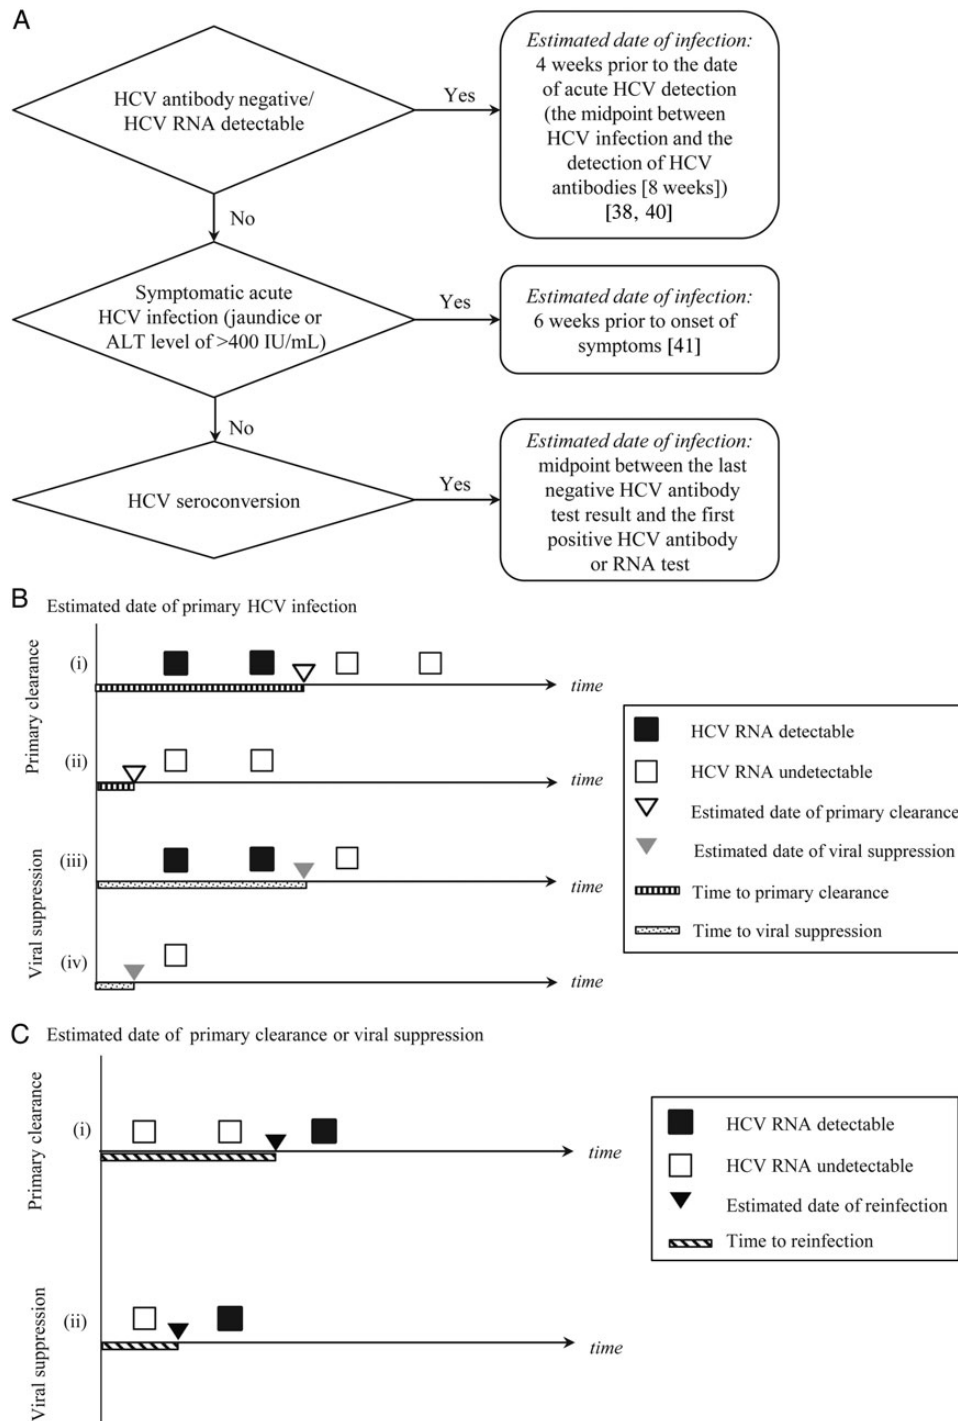 A
HCV antibody negative/
HCV RNA detectable
Yes
Estimated date of infection:
4 weeks prior to the date
of acute HCV detection
(the midpoint between
HCV infection and the
detection of HCV
antibodies [8 weeks])
[38, 40]
No
Symptomatic acute
HCV infection (jaundice or
ALT level of >400 IU/mL)
Yes
Estimated date of infection:
6 weeks prior to onset of
symptoms [41]
No
HCV seroconversion
Yes
Estimated date of infection:
midpoint between the last
negative HCV antibody
test result and the first
positive HCV antibody
or RNA test
B
Estimated date of primary HCV infection
Primary clearance
(i)
time
(ii)
time
Viral suppression
(iii)
time
(iv)
time
HCV RNA detectable
HCV RNA undetectable
Estimated date of primary clearance
Estimated date of viral suppression
Time to primary clearance
Time to viral suppression
C
Estimated date of primary clearance or viral suppression
Primary clearance
(i)
time
Viral suppression
(ii)
time
HCV RNA detectable
HCV RNA undetectable
Estimated date of reinfection
Time to reinfection